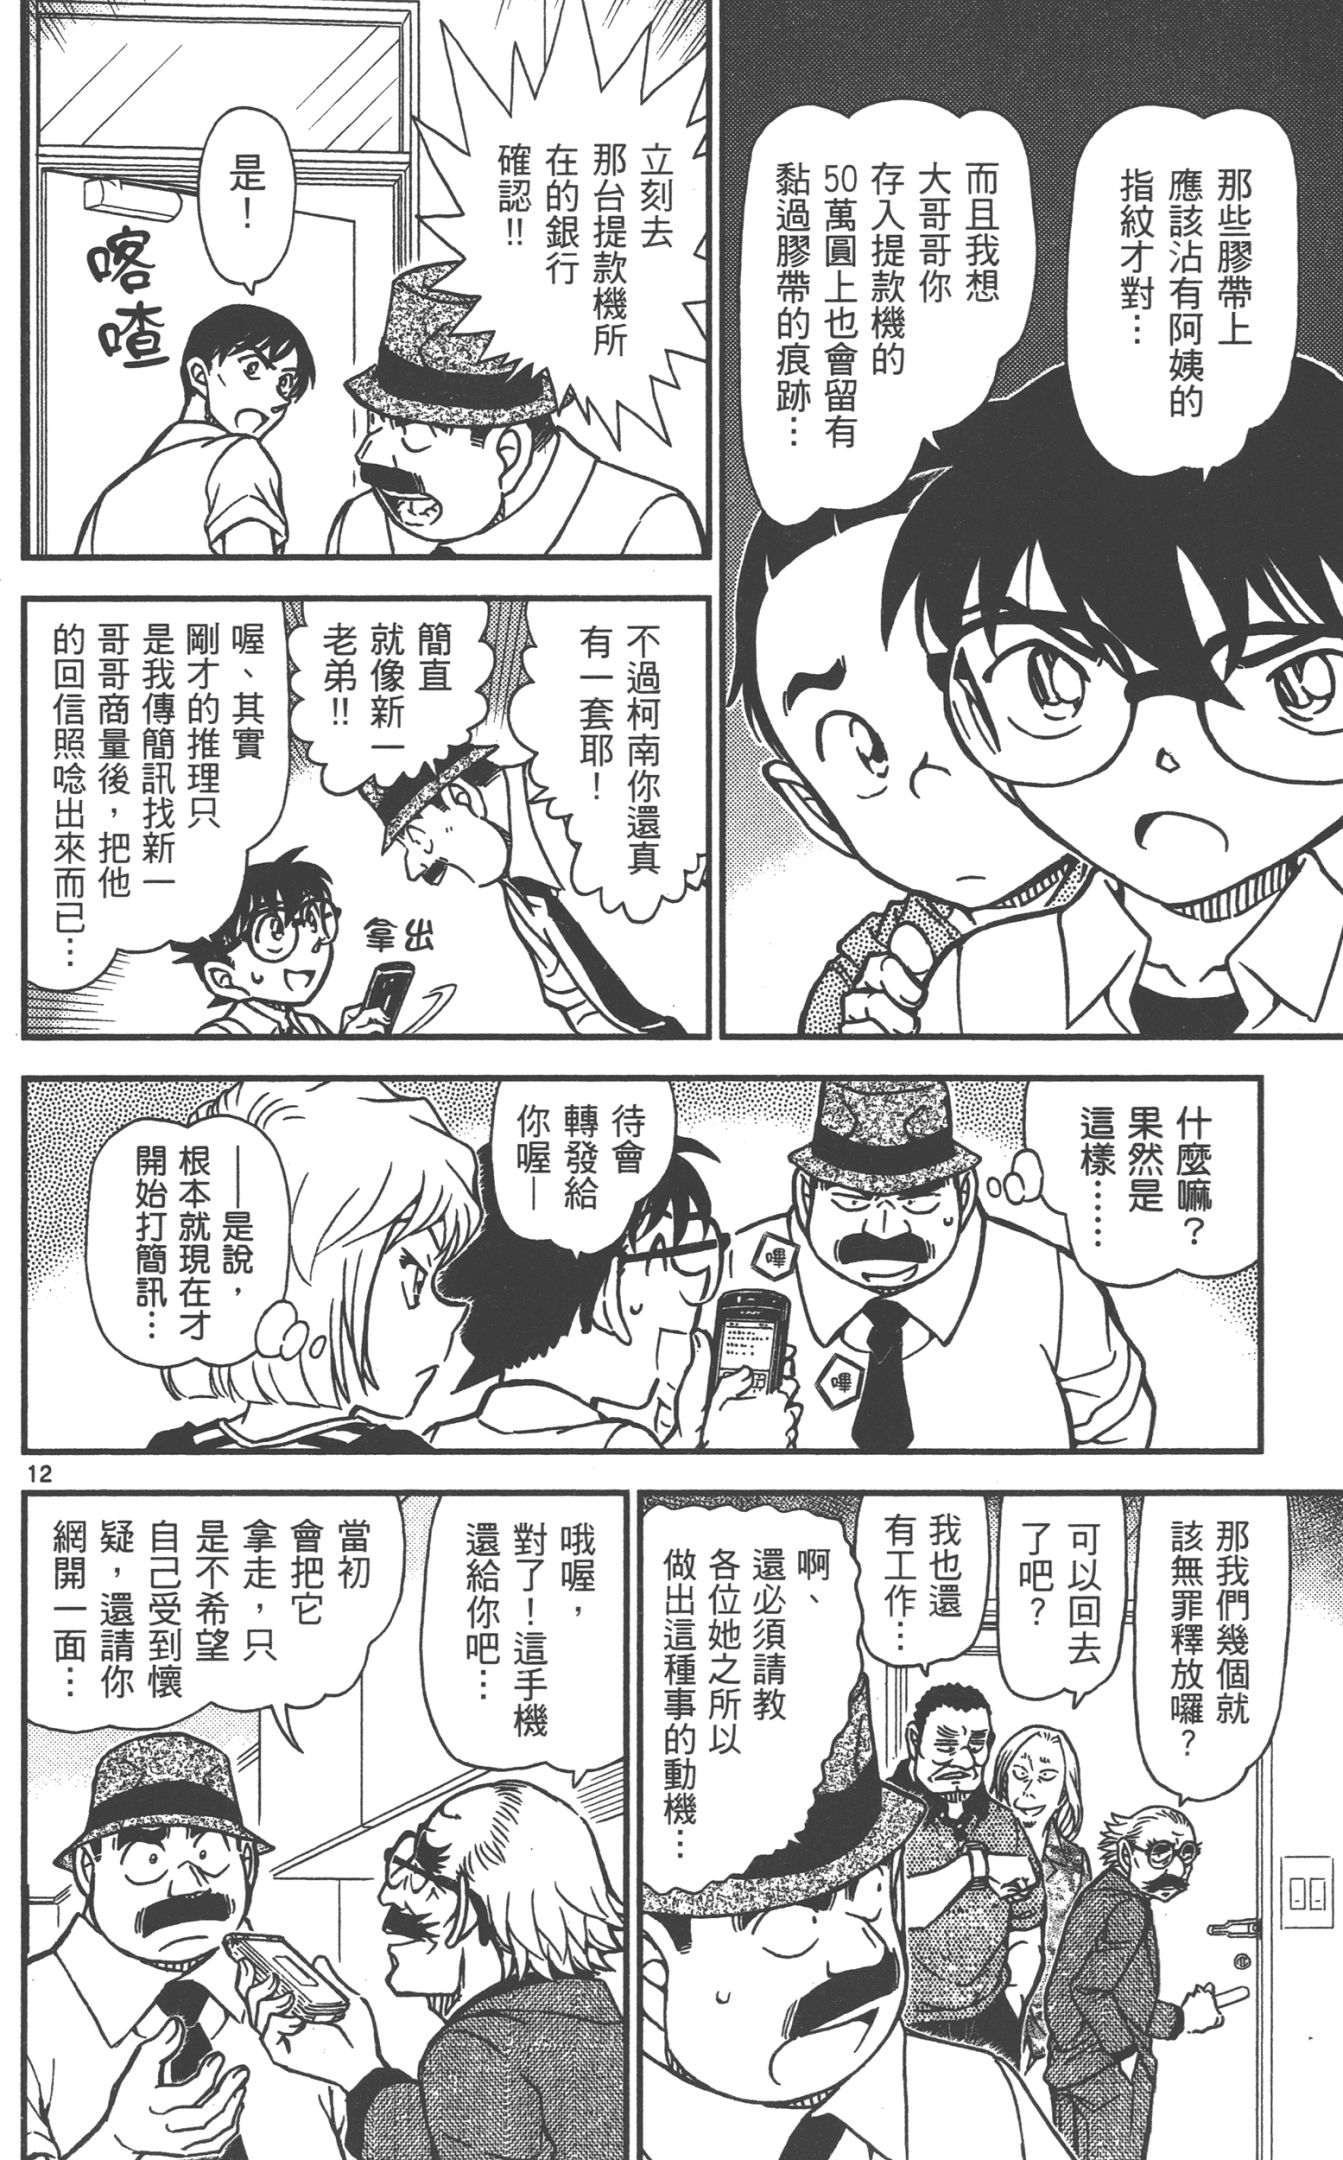 那些膠帶上
應該沾有阿姨的
指紋才對…
而且我想
大哥哥你
存入提款機的
50萬圓上也會留有
黏過膠帶的痕跡…
立刻去
那台提款機所
在的銀行
確認!!
是！
喀喳
不過柯南你還真
有一套耶！
簡直
就像新一
老弟!!
喔、其實
剛才的推理只
是我傳簡訊找新一
哥哥商量後，把他
的回信照唸出來而已…
拿出
什麼嘛？
果然是
這樣……
待會
轉發給
你喔—
嗶
嗶
——是說，
根本就現在才
開始打簡訊…
12
那我們幾個就
該無罪釋放囉？
可以回去
了吧？
我也還
有工作…
啊、
還必須請教
各位她之所以
做出這種事的動機…
哦喔，
對了！這手機
還給你吧…
當初
會把它
拿走，只
是不希望
自己受到懷
疑，還請你
網開一面…